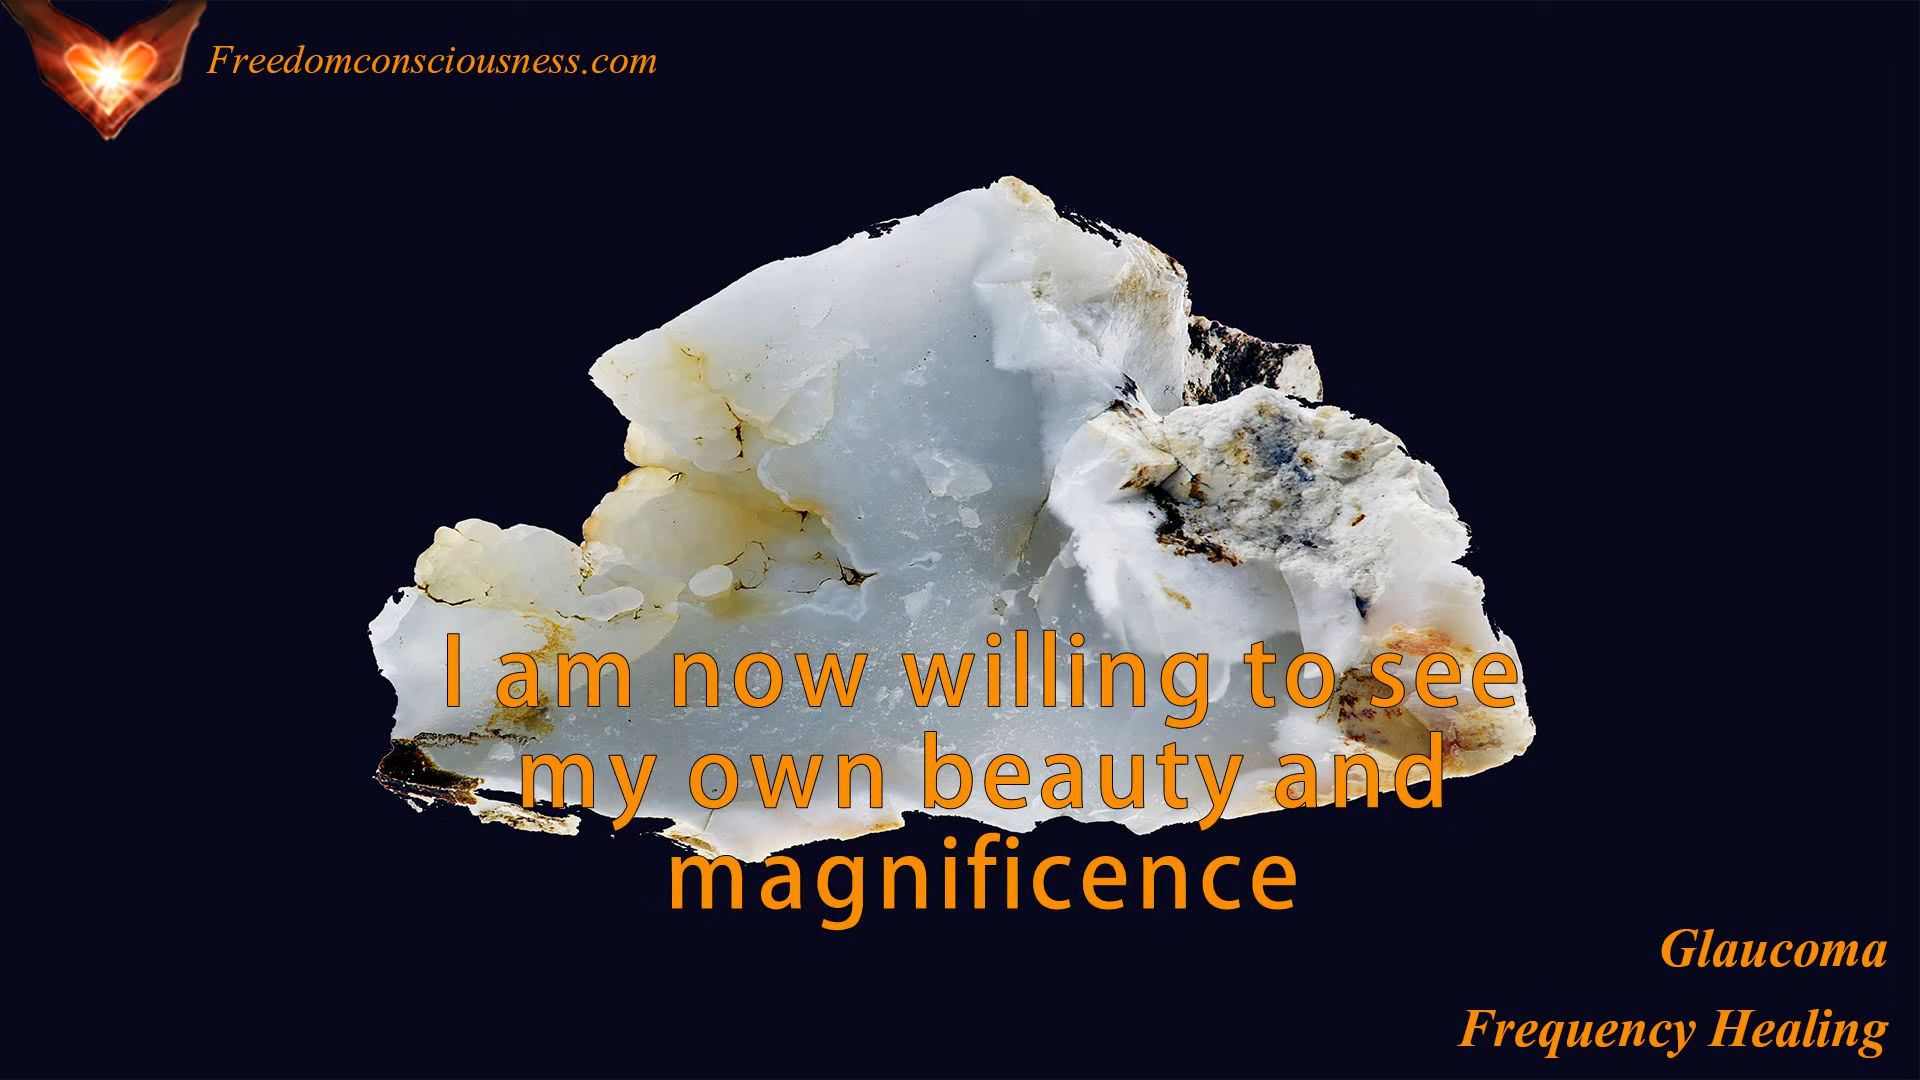 Freedomconsciousness.com
I am now willing to see
my own beauty and
magnificence
Glaucoma
Frequency Healing